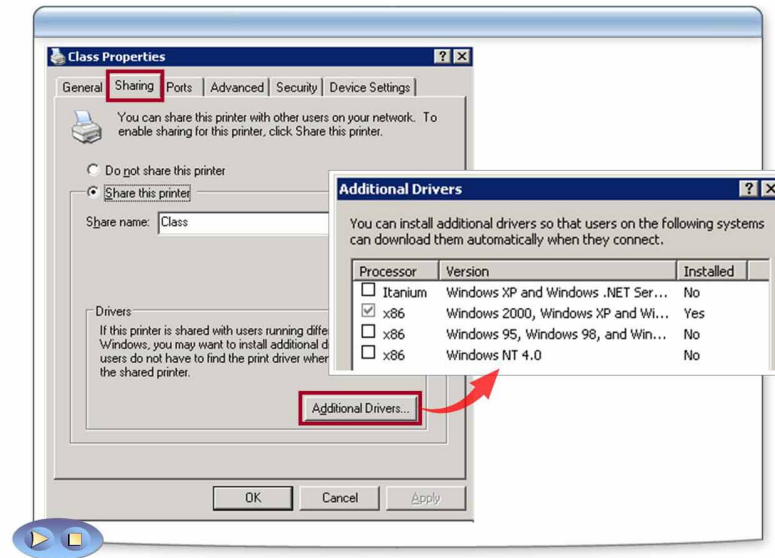 Class Properties
General Sharing Ports Advanced Security Device Settings
You can share this printer with other users on your network. To
enable sharing for this printer, click Share this printer.
Do not share this printer
Share this printer
Share name: Class
Drivers
If this printer is shared with users running
Windows, you may want to install additional
users do not have to find the print driver
the shared printer.
Additional Drivers...
OK Cancel Apply
Additional Drivers
You can install additional drivers so that users on the following systems
can download them automatically when they connect.
Processor Version Installed
Itanium Windows XP and Windows .NET Ser... No
x86 Windows 2000, Windows XP and Wi... Yes
x86 Windows 95, Windows 98, and Win... No
x86 Windows NT 4.0 No